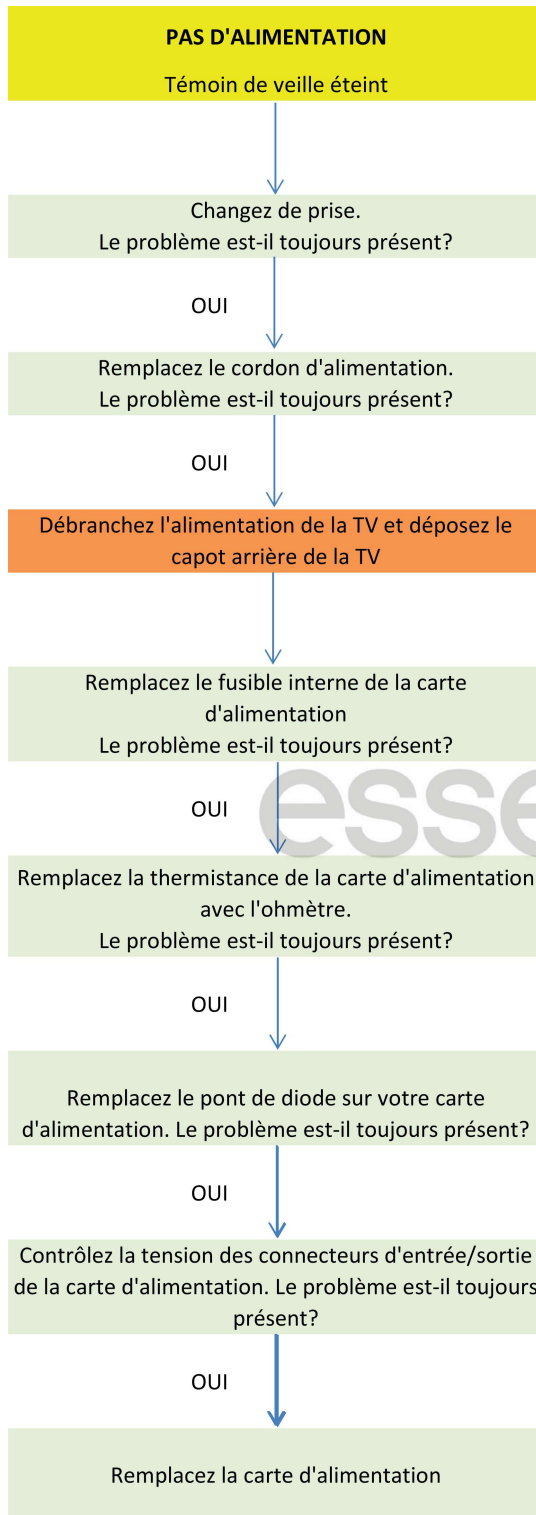 PAS D'ALIMENTATION
Témoin de veille éteint
Changez de prise.
Le problème est-il toujours présent?
OUI
Remplacez le cordon d'alimentation.
Le problème est-il toujours présent?
OUI
Débranchez l'alimentation de la TV et déposez le
capot arrière de la TV
Remplacez le fusible interne de la carte
d'alimentation
Le problème est-il toujours présent?
OUI
esse
Remplacez la thermistance de la carte d'alimentation
avec l'ohmètre.
Le problème est-il toujours présent?
OUI
Remplacez le pont de diode sur votre carte
d'alimentation. Le problème est-il toujours présent?
OUI
Contrôlez la tension des connecteurs d'entrée/sortie
de la carte d'alimentation. Le problème est-il toujours
présent?
OUI
Remplacez la carte d'alimentation